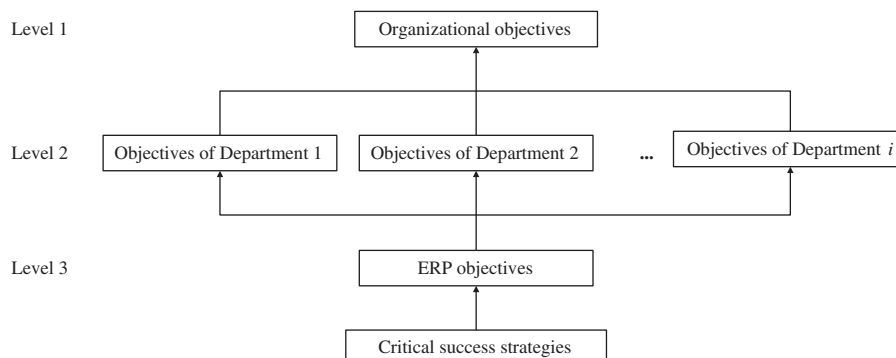 Level 1
Organizational objectives
Level 2
Objectives of Department 1
Objectives of Department 2
...
Objectives of Department i
Level 3
ERP objectives
Critical success strategies